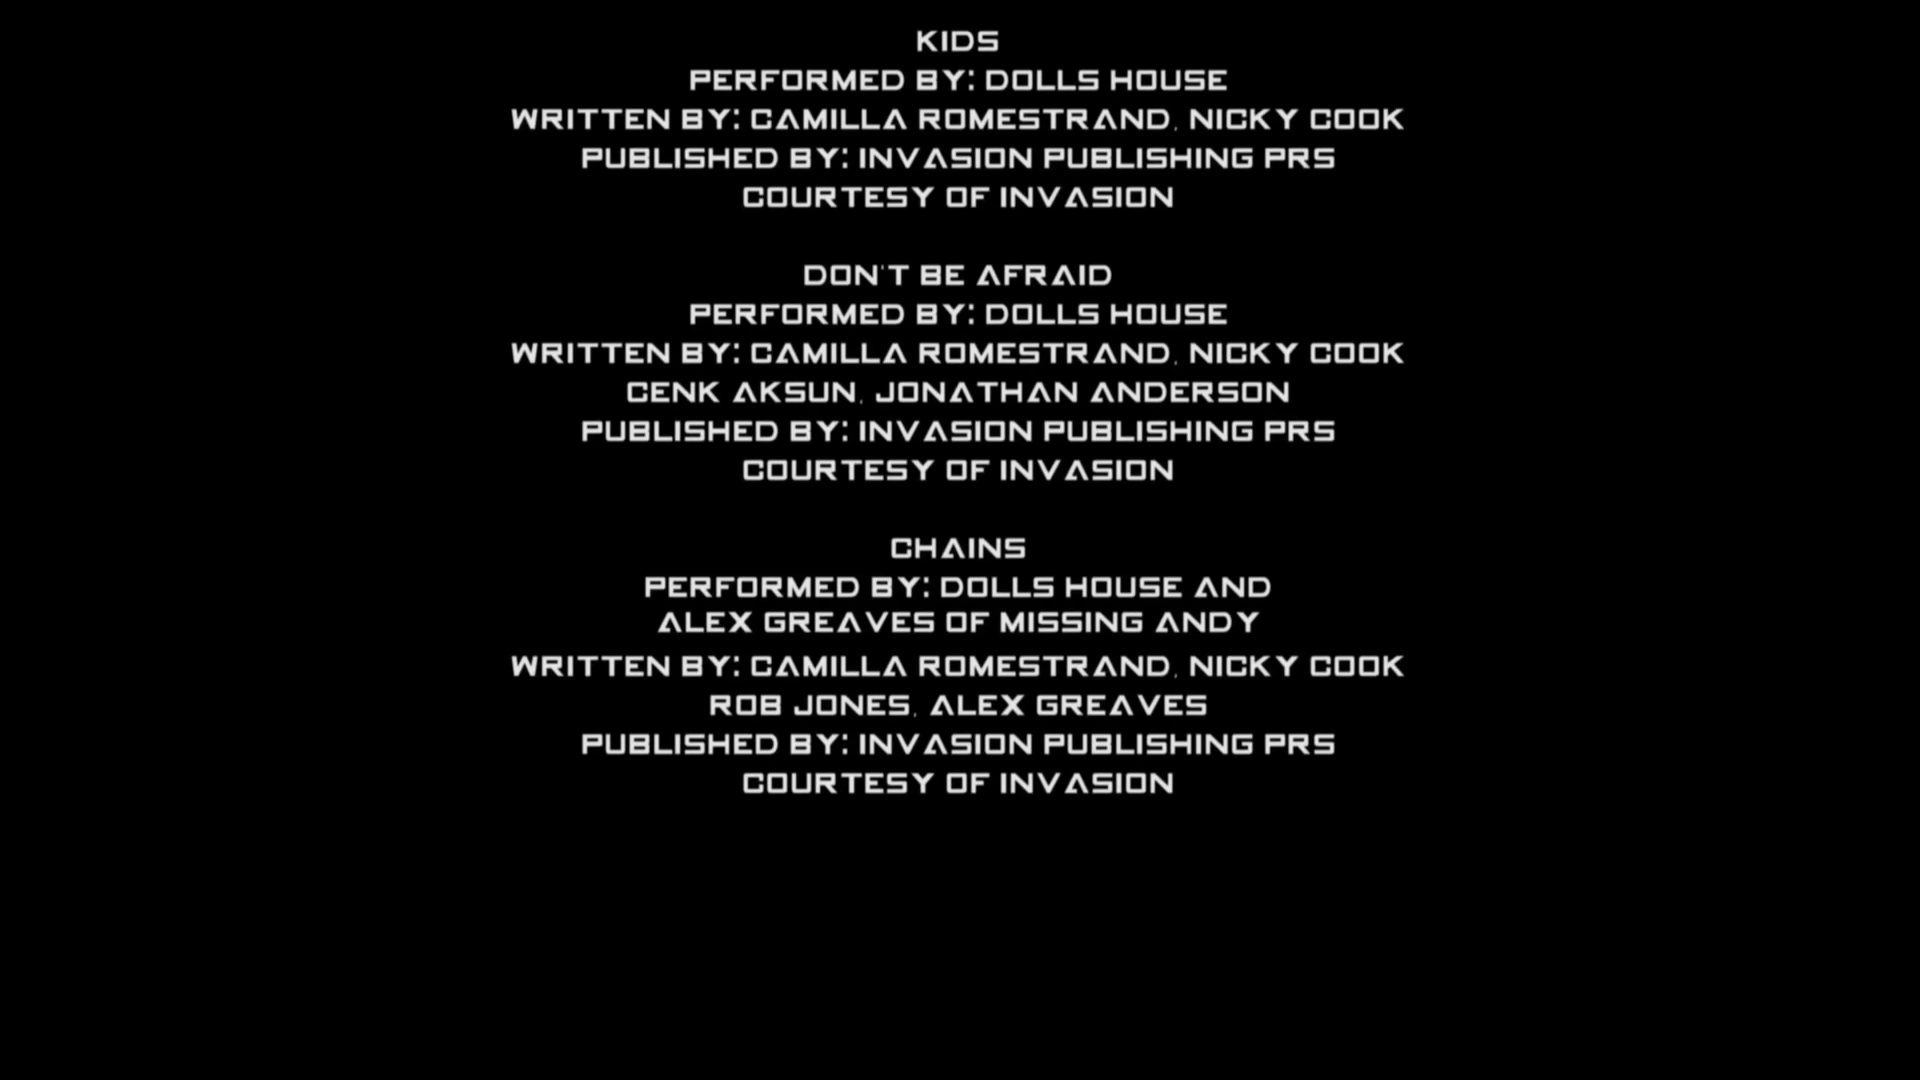 KIDS
PERFORMED BY: DOLLS HOUSE
WRITTEN BY: CAMILLA ROMESTRAND, NICKY COOK
PUBLISHED BY: INVASION PUBLISHING PRS
COURTESY OF INVASION
DON'T BE AFRAID
PERFORMED BY: DOLLS HOUSE
WRITTEN BY: CAMILLA ROMESTRAND, NICKY COOK
CENK AKSUN, JONATHAN ANDERSON
PUBLISHED BY: INVASION PUBLISHING PRS
COURTESY OF INVASION
CHAINS
PERFORMED BY: DOLLS HOUSE AND
ALEX GREAVES OF MISSING ANDY
WRITTEN BY: CAMILLA ROMESTRAND, NICKY COOK
ROB JONES, ALEX GREAVES
PUBLISHED BY: INVASION PUBLISHING PRS
COURTESY OF INVASION